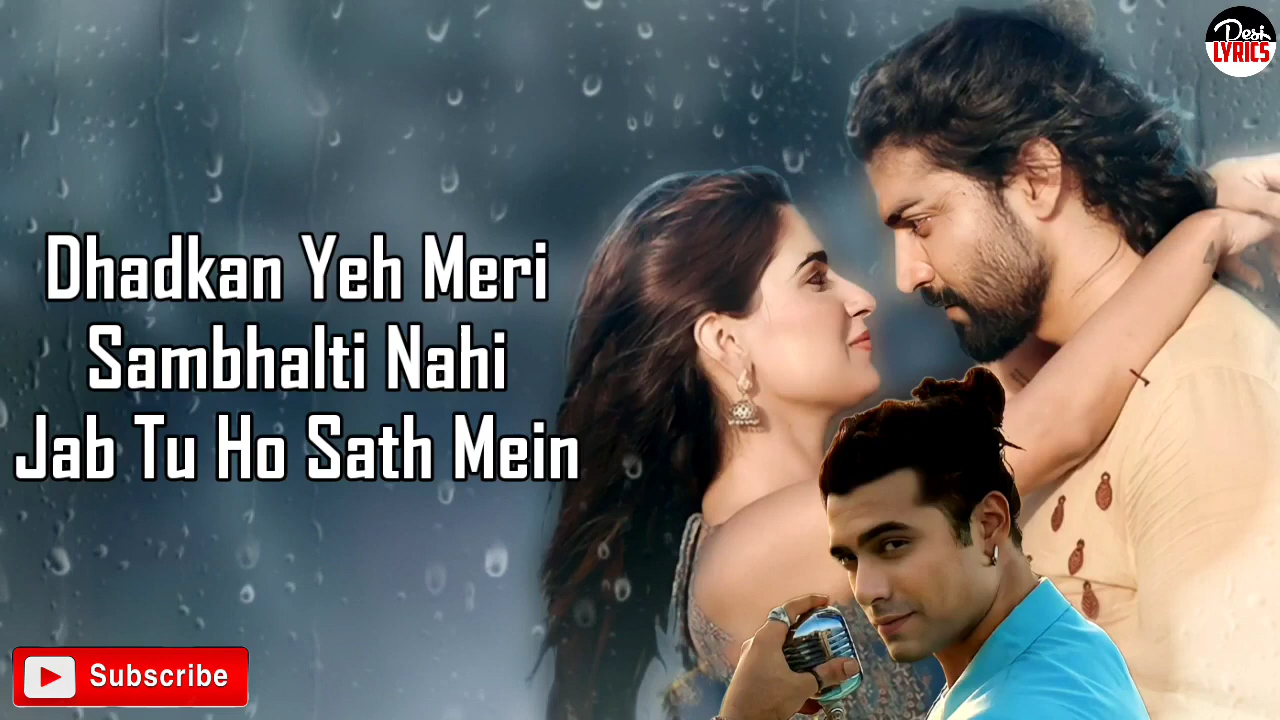 Desi
LYRICS
Dhadkan Yeh Meri
Sambhalti Nahi
Jab Tu Ho Sath Mein
Subscribe